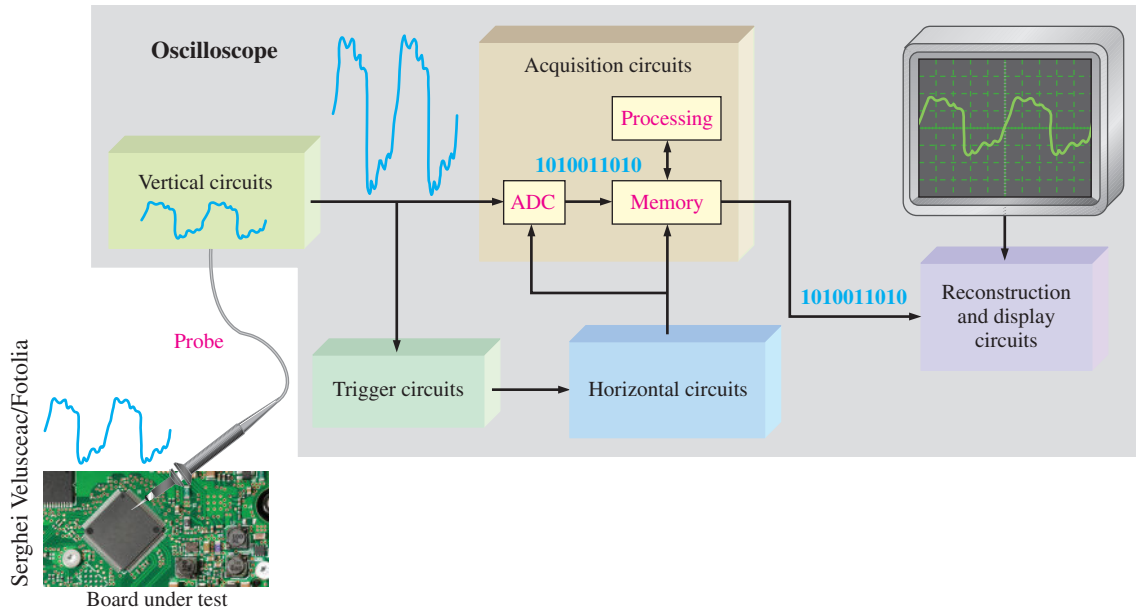 Oscilloscope
Acquisition circuits
Processing
Vertical circuits
1010011010
ADC
Memory
1010011010
Reconstruction
and display
circuits
Probe
Trigger circuits
Horizontal circuits
Serghei Velusceac/Fotolia
Board under test